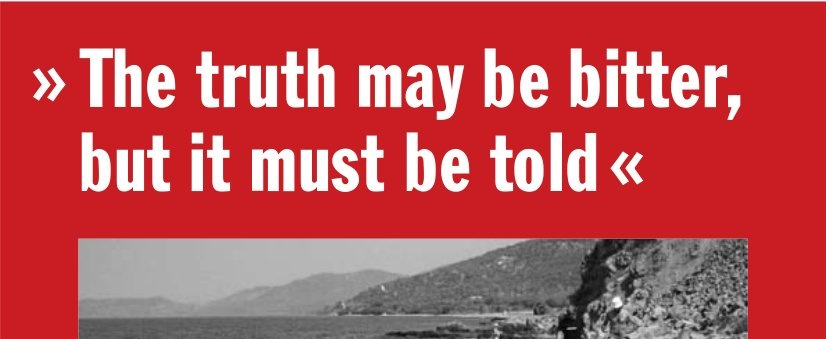 » The truth may be bitter,
but it must be told «